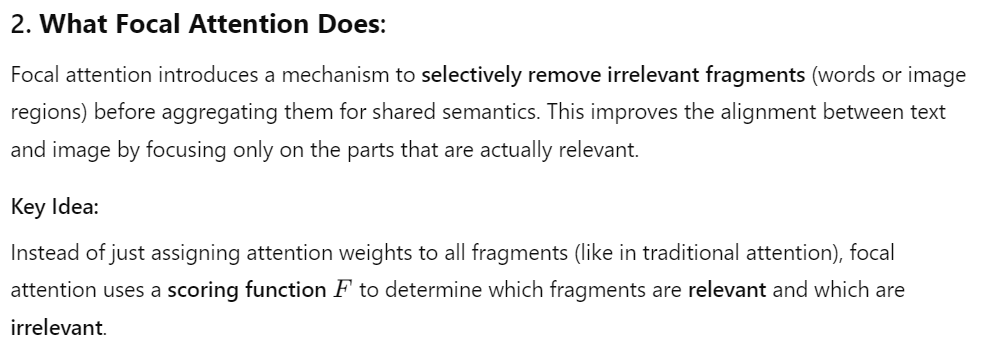 2. What Focal Attention Does:
Focal attention introduces a mechanism to selectively remove irrelevant fragments (words or image
regions) before aggregating them for shared semantics. This improves the alignment between text
and image by focusing only on the parts that are actually relevant.
Key Idea:
Instead of just assigning attention weights to all fragments (like in traditional attention), focal
attention uses a scoring function F to determine which fragments are relevant and which are
irrelevant.